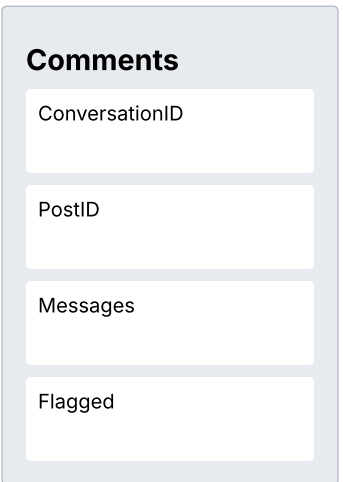 Comments
ConversationID
PostID
Messages
Flagged